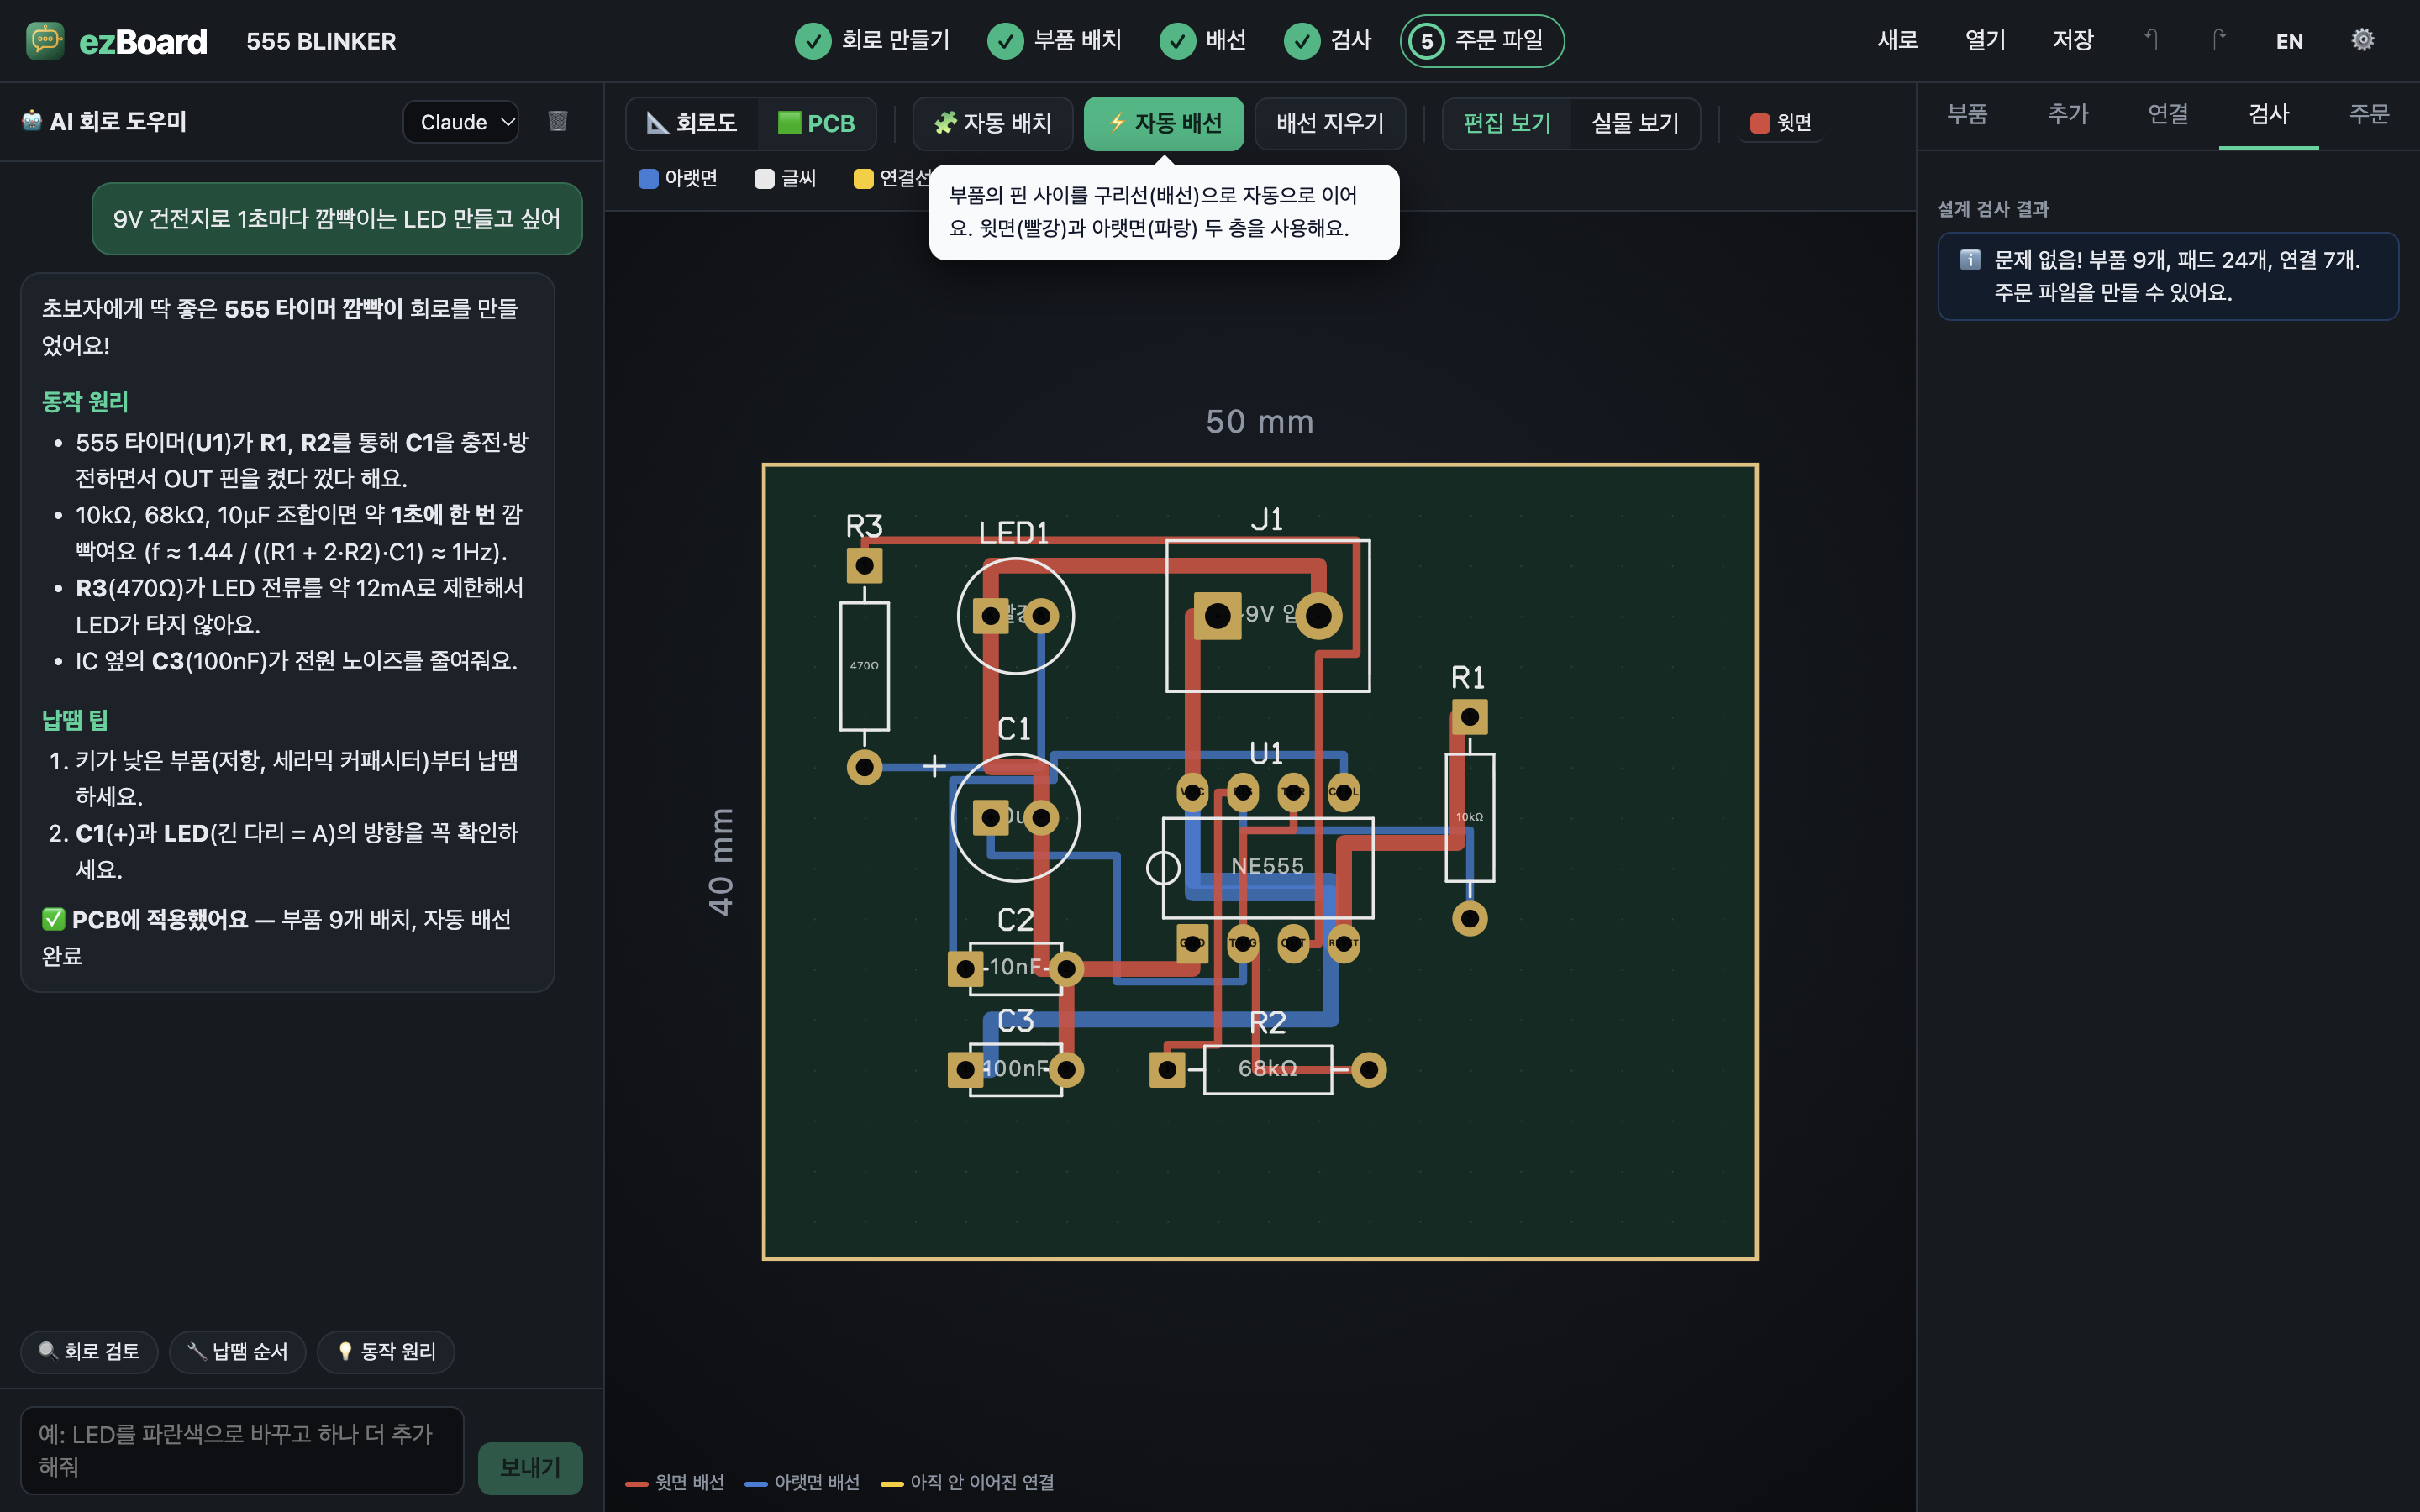 ezBoard
555 BLINKER
회로 만들기
부품 배치
배선
검사
5 주문 파일
새로
열기
저장
EN
AI 회로 도우미
Claude
9V 건전지로 1초마다 깜빡이는 LED 만들고 싶어
초보자에게 딱 좋은 555 타이머 깜빡이 회로를 만들
었어요!
동작 원리
• 555 타이머(U1)가 R1, R2를 통해 C1을 충전·방
전하면서 OUT 핀을 켰다 껐다 해요.
• 10kΩ, 68kΩ, 10µF 조합이면 약 1초에 한 번 깜
빡여요 (f ≈ 1.44 / ((R1 + 2·R2)·C1) ≈ 1Hz).
• R3(470Ω)가 LED 전류를 약 12mA로 제한해서
LED가 타지 않아요.
• IC 옆의 C3(100nF)가 전원 노이즈를 줄여줘요.
납땜 팁
1. 키가 낮은 부품(저항, 세라믹 커패시터)부터 납땜
하세요.
2. C1(+)과 LED(긴 다리 = A)의 방향을 꼭 확인하
세요.
✅ PCB에 적용했어요 — 부품 9개 배치, 자동 배선
완료
회로 검토
납땜 순서
동작 원리
예: LED를 파란색으로 바꾸고 하나 더 추가
해줘
보내기
회로도
PCB
자동 배치
자동 배선
배선 지우기
편집 보기
실물 보기
윗면
아랫면
글씨
연결선
부품의 핀 사이를 구리선(배선)으로 자동으로 이어
요. 윗면(빨강)과 아랫면(파랑) 두 층을 사용해요.
50 mm
40 mm
R3
470Ω
LED1
J1
9V
R1
10kΩ
C1
+
U1
NE555
C2
10nF
C3
100nF
R2
68kΩ
윗면 배선
아랫면 배선
아직 안 이어진 연결
부품
추가
연결
검사
주문
설계 검사 결과
문제 없음! 부품 9개, 패드 24개, 연결 7개.
주문 파일을 만들 수 있어요.